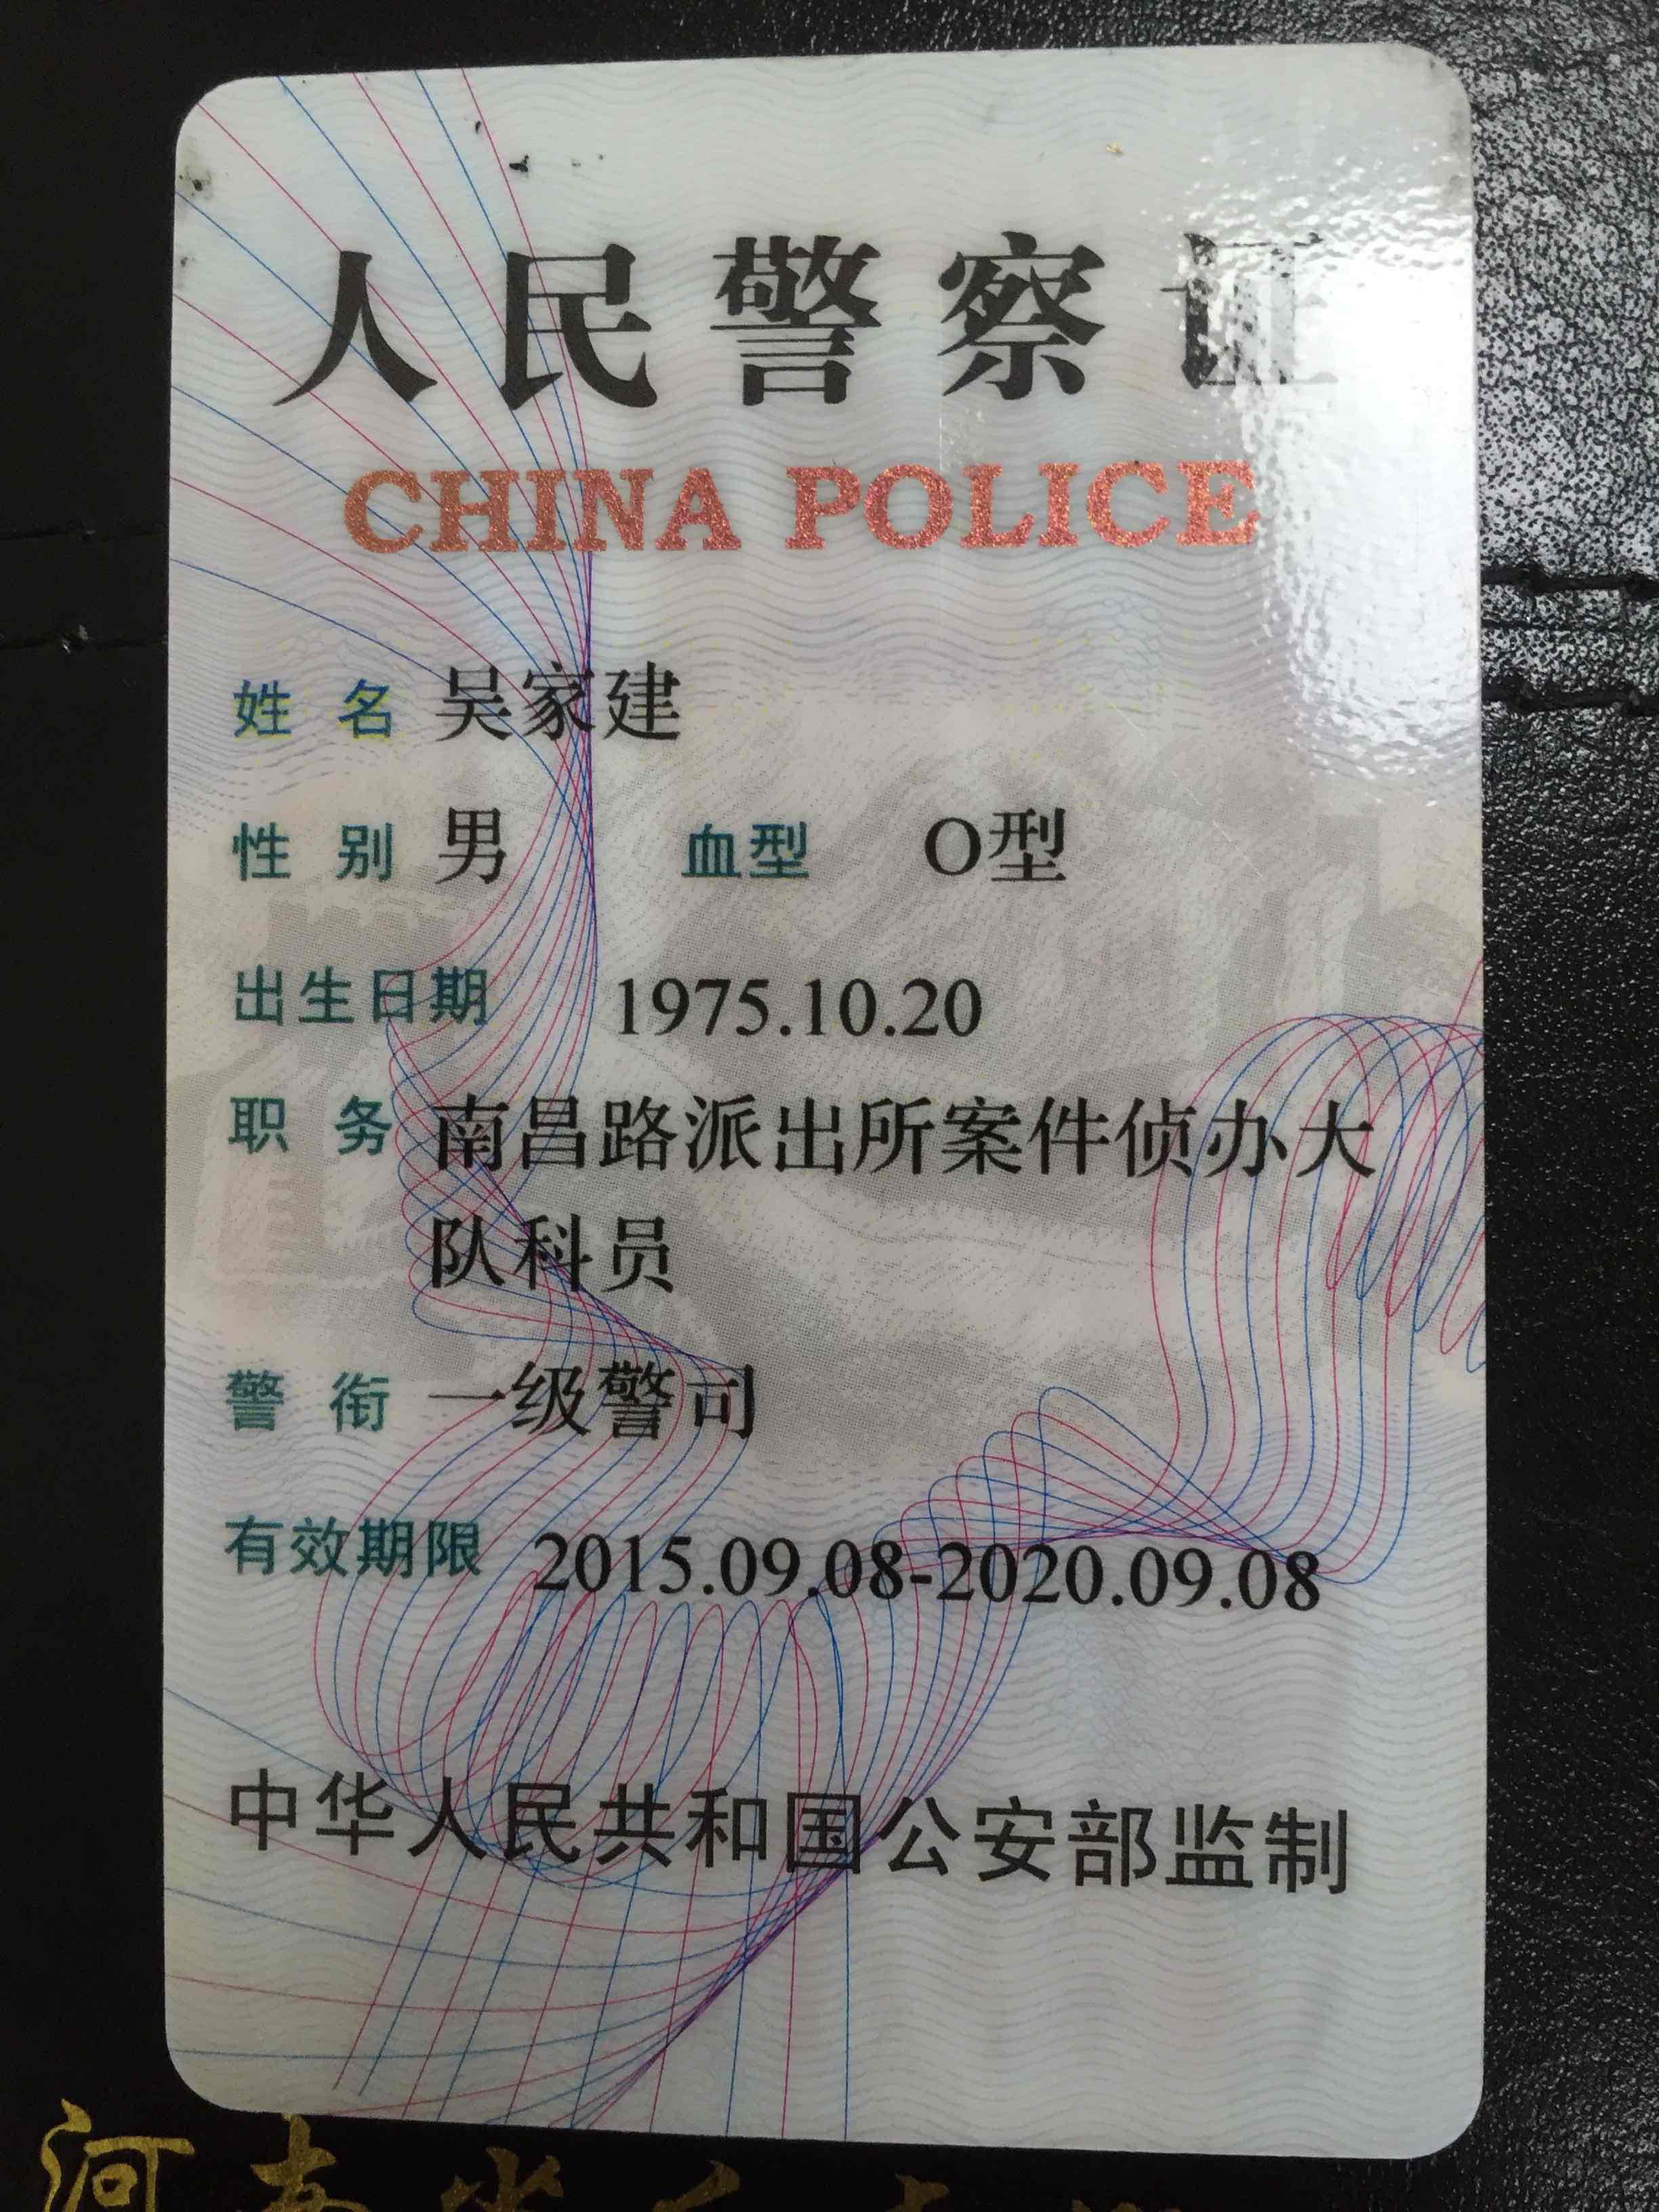 人民警察证
CHINA POLICE
姓 名 吴家建
性 别 男 血型 O型
出生日期 1975.10.20
职 务 南昌路派出所案件侦办大
队科员
警 衔 一级警司
有效期限 2015.09.08-2020.09.08
中华人民共和国公安部监制
河南省